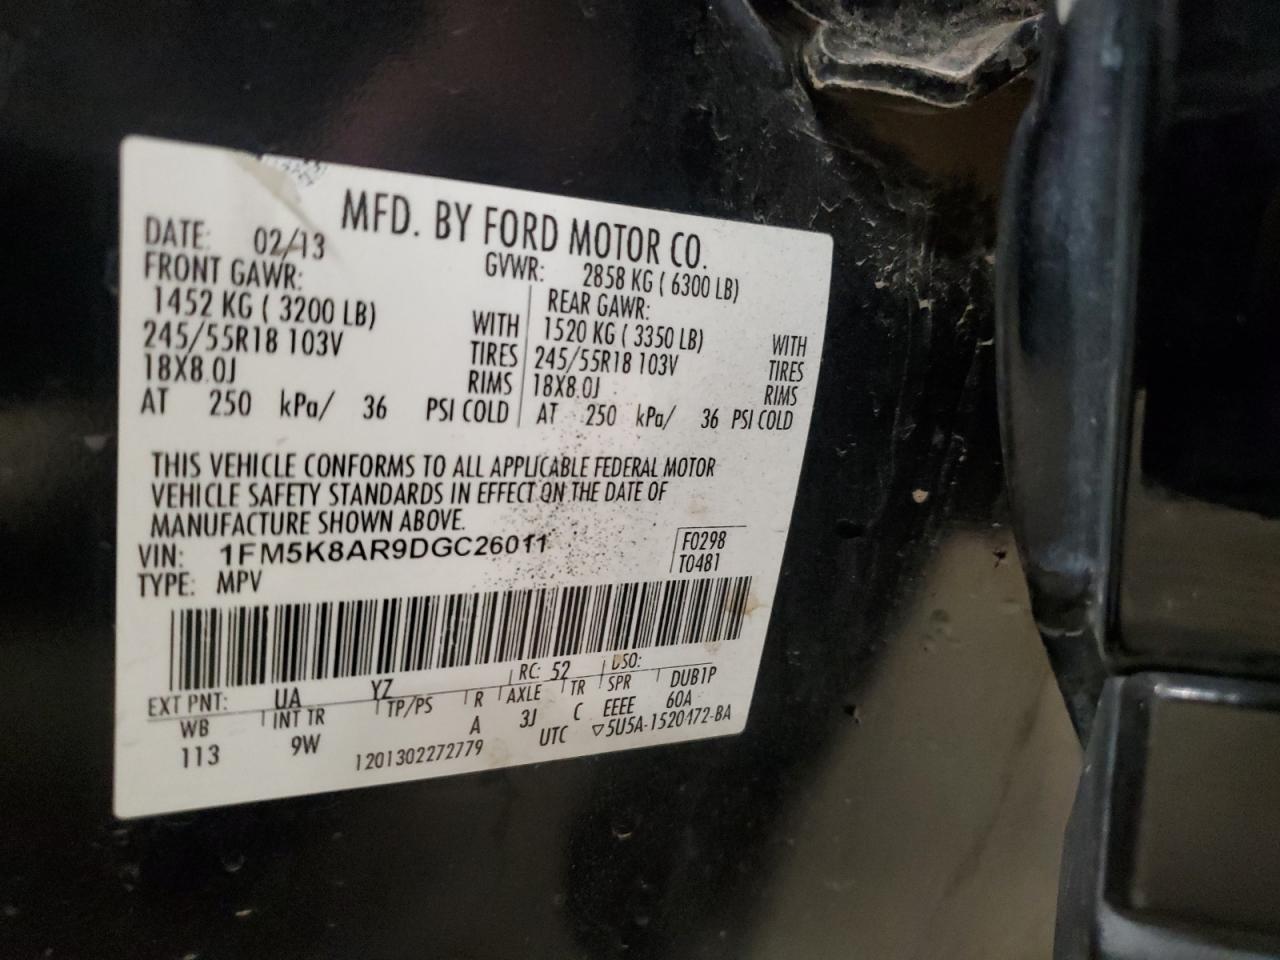 MFD. BY FORD MOTOR CO.
DATE: 02/13 GVWR: 2858 KG ( 6300 LB)
FRONT GAWR: REAR GAWR:
1452 KG ( 3200 LB) WITH 1520 KG ( 3350 LB) WITH
245/55R18 103V TIRES 245/55R18 103V TIRES
18X8.0J RIMS 18X8.0J RIMS
AT 250 kPa/ 36 PSI COLD AT 250 kPa/ 36 PSI COLD
THIS VEHICLE CONFORMS TO ALL APPLICABLE FEDERAL MOTOR
VEHICLE SAFETY STANDARDS IN EFFECT ON THE DATE OF
MANUFACTURE SHOWN ABOVE.
VIN: 1FM5K8AR9DGC26011 F0298
TYPE: MPV T0481
EXT PNT: UA YZ RC: 52 DSO:
WB INT TR TP/PS R AXLE TR SPR DUB1P
113 9W A 3J C EEEE 60A
1201302272779 UTC ▽5U5A-1520472-BA